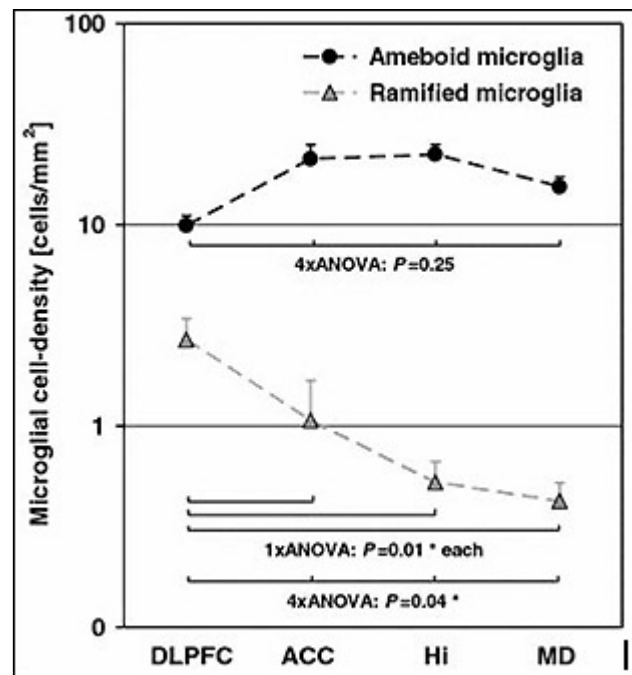 100
Ameboid microglia
Ramified microglia
Microglial cell-density [cells/mm²]
10
4xANOVA: P=0.25
1
1xANOVA: P=0.01 * each
4xANOVA: P=0.04 *
0
DLPFC ACC Hi MD